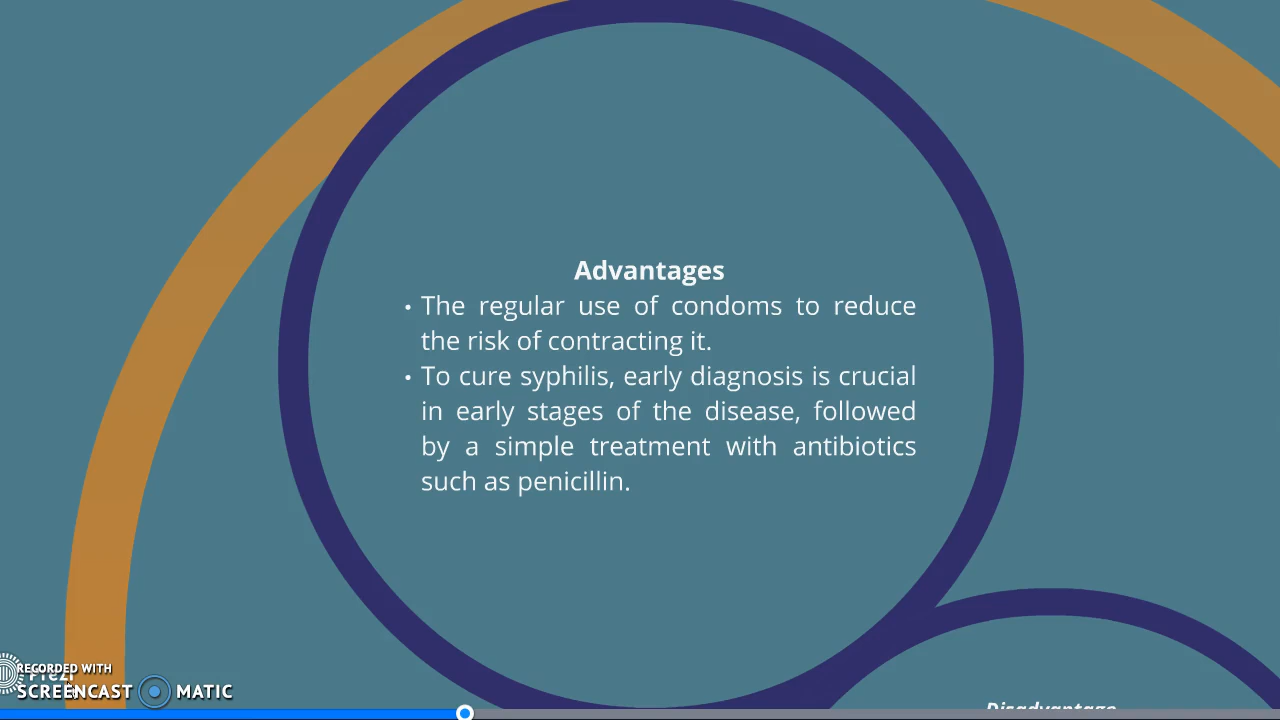 Advantages
• The regular use of condoms to reduce
the risk of contracting it.
• To cure syphilis, early diagnosis is crucial
in early stages of the disease, followed
by a simple treatment with antibiotics
such as penicillin.
Disadvantage
RECORDED WITH
Prezi
SCREENCAST MATIC